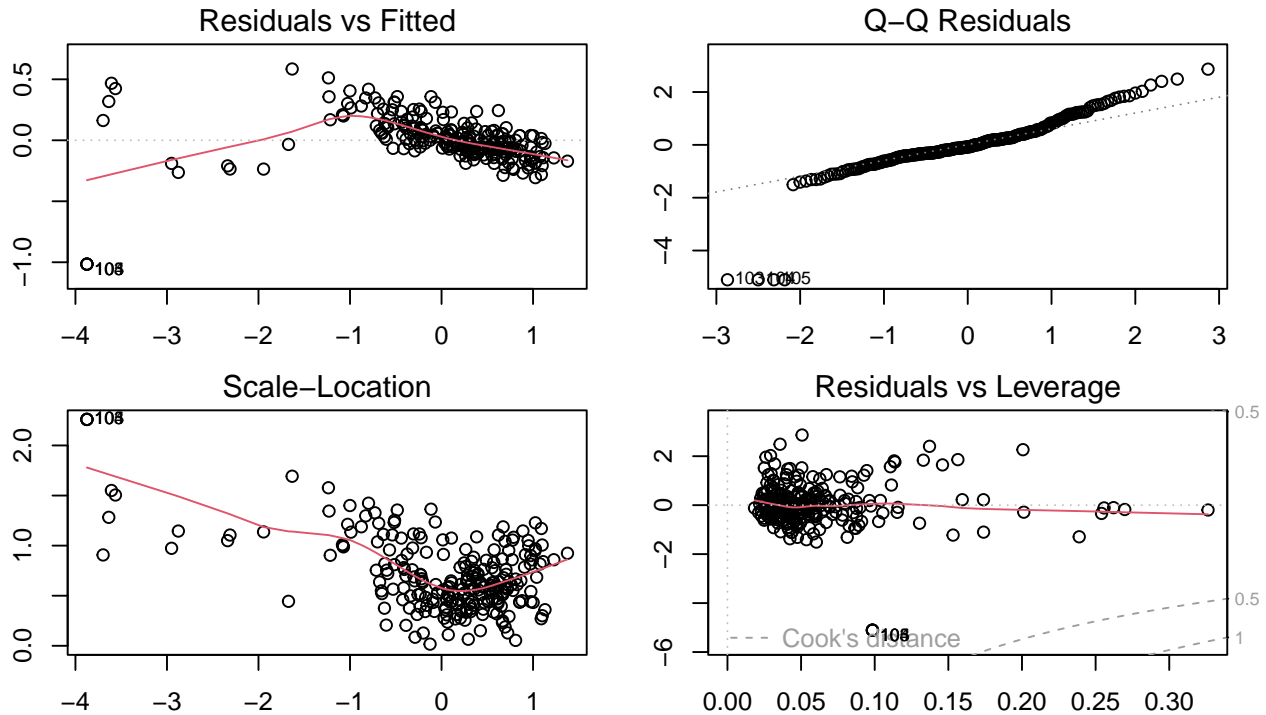 Residuals vs Fitted
0.5
0.0
−1.0
−4 −3 −2 −1 0 1
Q−Q Residuals
2
0
−2
−4
−3 −2 −1 0 1 2 3
Scale−Location
2.0
1.0
0.0
−4 −3 −2 −1 0 1
Residuals vs Leverage
2
0
−2
−6
0.5
0.5
1
Cook's distance
0.00 0.05 0.10 0.15 0.20 0.25 0.30